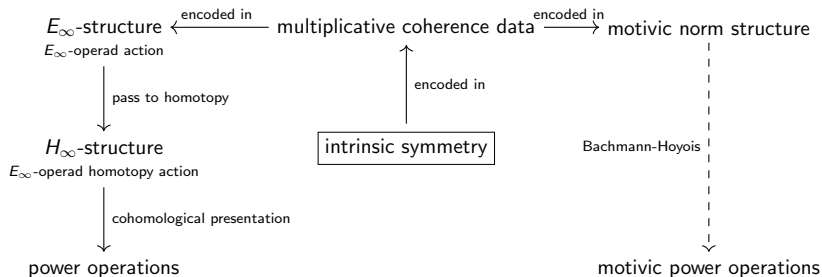 E∞-structure
encoded in
multiplicative coherence data
encoded in
motivic norm structure
E∞-operad action
pass to homotopy
encoded in
H∞-structure
intrinsic symmetry
Bachmann-Hoyois
E∞-operad homotopy action
cohomological presentation
power operations
motivic power operations